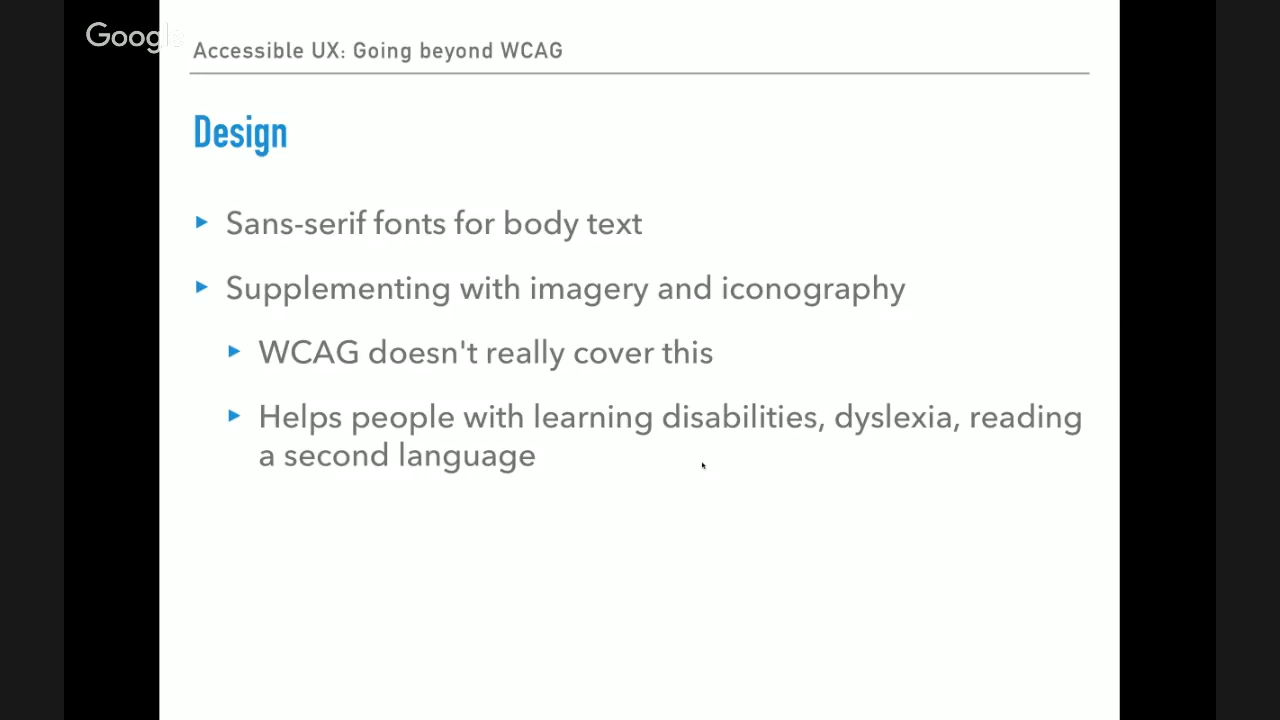 Google
Accessible UX: Going beyond WCAG
Design
Sans-serif fonts for body text
Supplementing with imagery and iconography
WCAG doesn't really cover this
Helps people with learning disabilities, dyslexia, reading
a second language